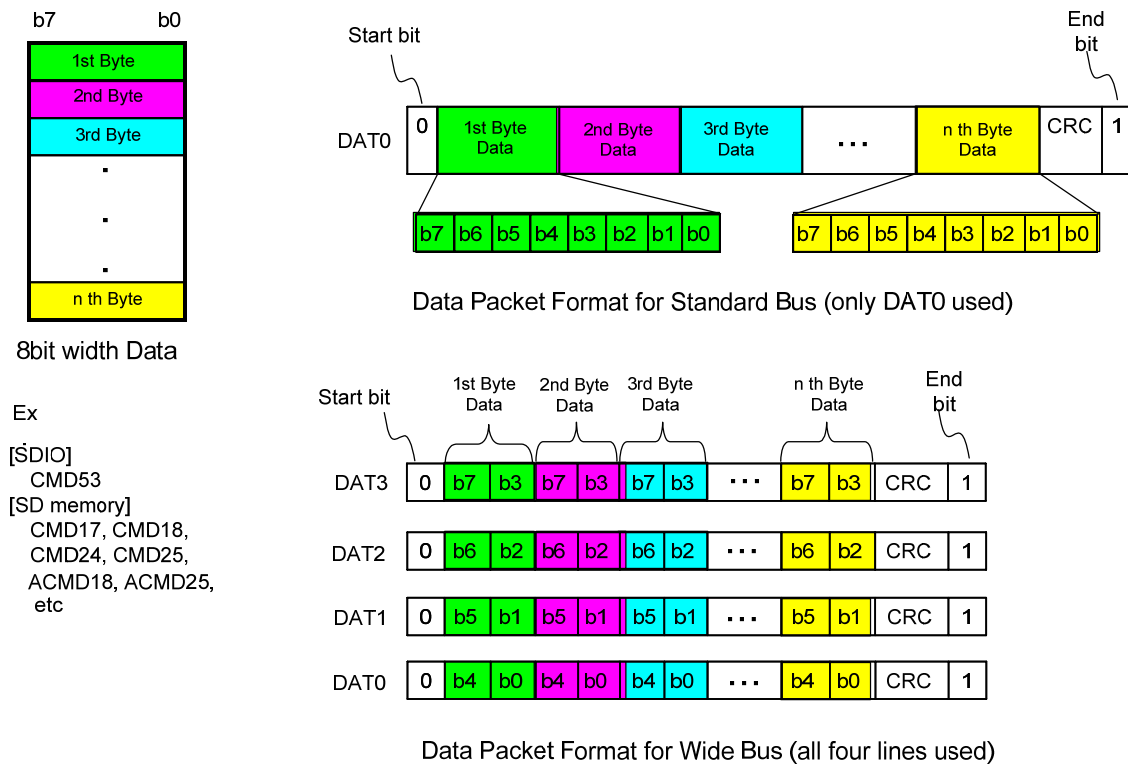 b7 b0
1st Byte
2nd Byte
3rd Byte
.
.
.
n th Byte
8bit width Data
Ex
[SDIO]
CMD53
[SD memory]
CMD17, CMD18,
CMD24, CMD25,
ACMD18, ACMD25,
etc
Start bit
End
bit
DAT0 0 1st Byte Data 2nd Byte Data 3rd Byte Data ... n th Byte Data CRC 1
b7 b6 b5 b4 b3 b2 b1 b0 b7 b6 b5 b4 b3 b2 b1 b0
Data Packet Format for Standard Bus (only DAT0 used)
Start bit
1st Byte Data 2nd Byte Data 3rd Byte Data n th Byte Data
End
bit
DAT3 0 b7 b3 b7 b3 b7 b3 ... b7 b3 CRC 1
DAT2 0 b6 b2 b6 b2 b6 b2 ... b6 b2 CRC 1
DAT1 0 b5 b1 b5 b1 b5 b1 ... b5 b1 CRC 1
DAT0 0 b4 b0 b4 b0 b4 b0 ... b4 b0 CRC 1
Data Packet Format for Wide Bus (all four lines used)